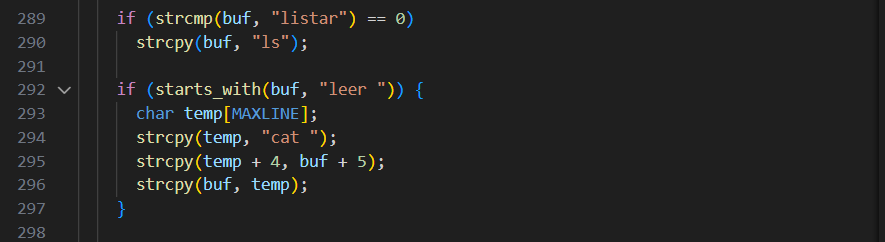 289 if (strcmp(buf, "listar") == 0)
290 strcpy(buf, "ls");
291
292 if (starts_with(buf, "leer ")) {
293 char temp[MAXLINE];
294 strcpy(temp, "cat ");
295 strcpy(temp + 4, buf + 5);
296 strcpy(buf, temp);
297 }
298